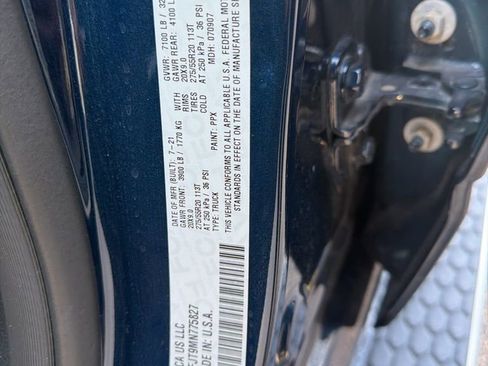 DATE OF MFR (BUILT): 7-21
GAWR FRONT: 3900 LB / 1770 KG
20X9.0
275/55R20 113T
AT 250 kPa / 36 PSI
TYPE: TRUCK
GVWR: 7100 LB / 32
GAWR REAR: 4100 L
WITH 20X9.0
RIMS 275/55R20 113T
TIRES AT 250 kPa / 36 PSI
COLD
MDH: 070907
PAINT: PPX
THIS VEHICLE CONFORMS TO ALL APPLICABLE U.S.A. FEDERAL MOT
STANDARDS IN EFFECT ON THE DATE OF MANUFACTURE S
CA US LLC
JT9MN775827
DE IN: U.S.A.